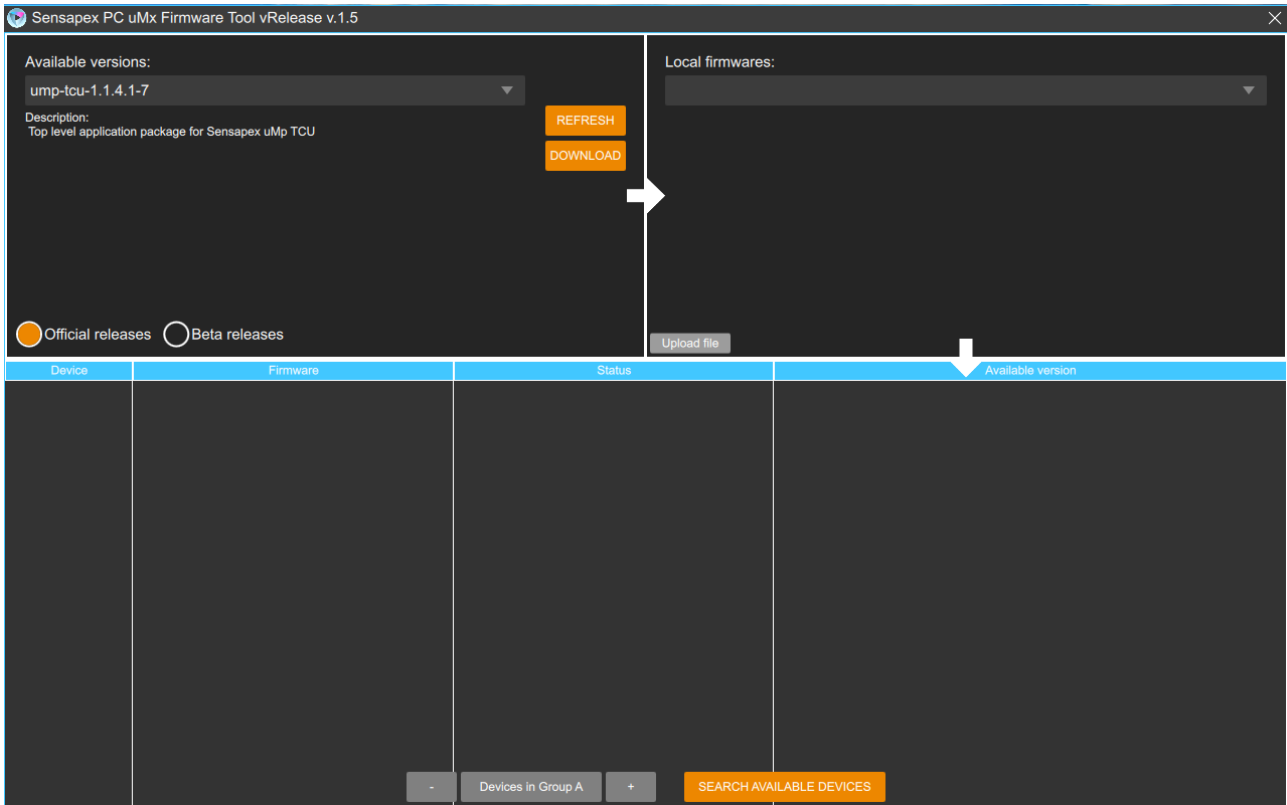 Sensapex PC uMx Firmware Tool vRelease v.1.5
Available versions:
ump-tcu-1.1.4.1-7
Description:
Top level application package for Sensapex uMp TCU
REFRESH
DOWNLOAD
Official releases
Beta releases
Local firmwares:
Upload file
Device
Firmware
Status
Available version
-
Devices in Group A
+
SEARCH AVAILABLE DEVICES